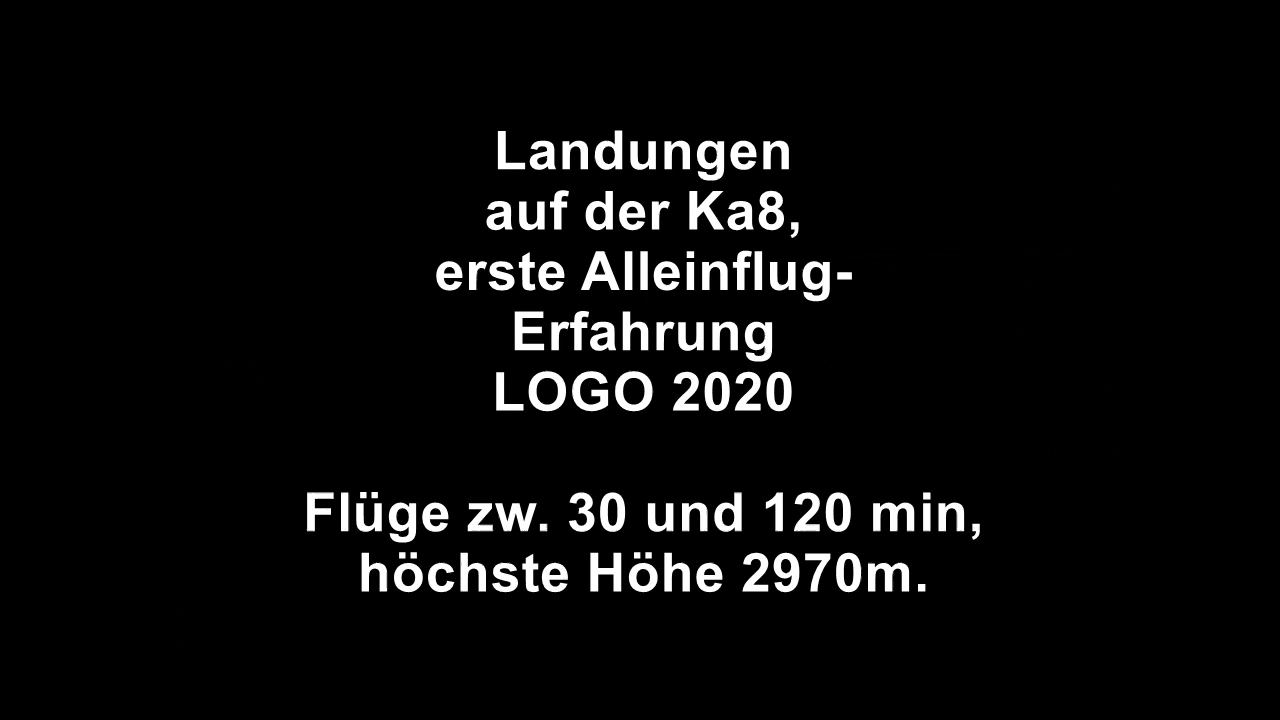 Landungen
auf der Ka8,
erste Alleinflug-
Erfahrung
LOGO 2020
Flüge zw. 30 und 120 min,
höchste Höhe 2970m.